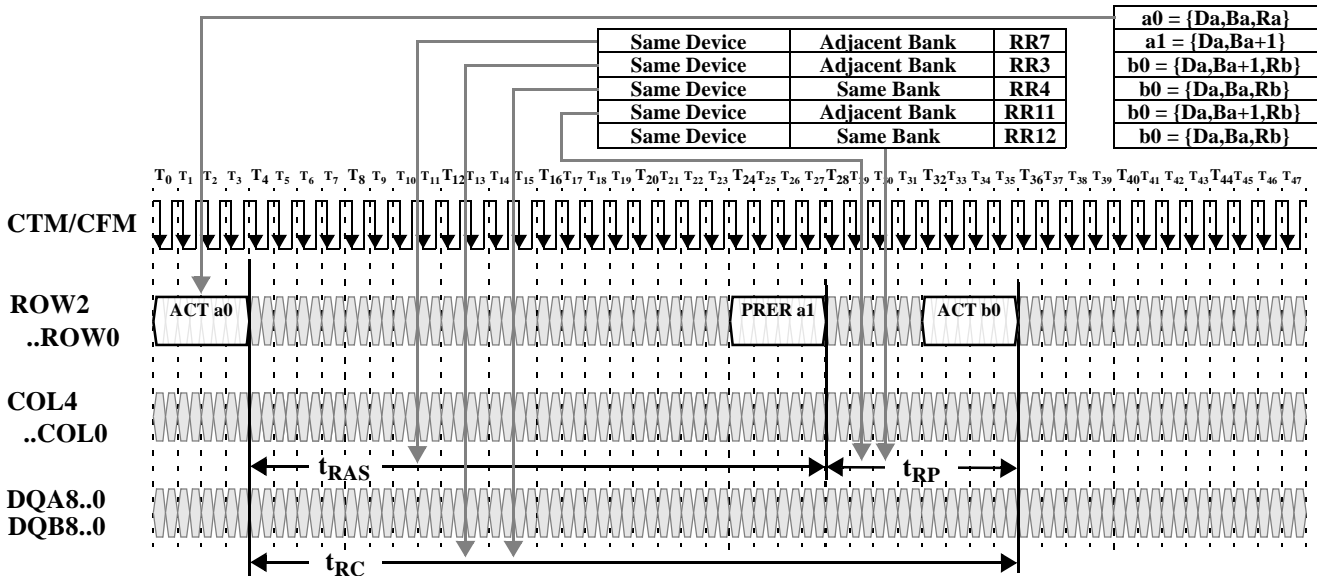 a0 = {Da,Ba,Ra}
Same Device Adjacent Bank RR7 a1 = {Da,Ba+1}
Same Device Adjacent Bank RR3 b0 = {Da,Ba+1,Rb}
Same Device Same Bank RR4 b0 = {Da,Ba,Rb}
Same Device Adjacent Bank RR11 b0 = {Da,Ba+1,Rb}
Same Device Same Bank RR12 b0 = {Da,Ba,Rb}
T0 T1 T2 T3 T4 T5 T6 T7 T8 T9 T10 T11 T12 T13 T14 T15 T16 T17 T18 T19 T20 T21 T22 T23 T24 T25 T26 T27 T28 T29 T30 T31 T32 T33 T34 T35 T36 T37 T38 T39 T40 T41 T42 T43 T44 T45 T46 T47
CTM/CFM
ROW2 ACT a0 PRER a1 ACT b0
..ROW0
COL4
..COL0
tRAS tRP
DQA8..0
DQB8..0
tRC